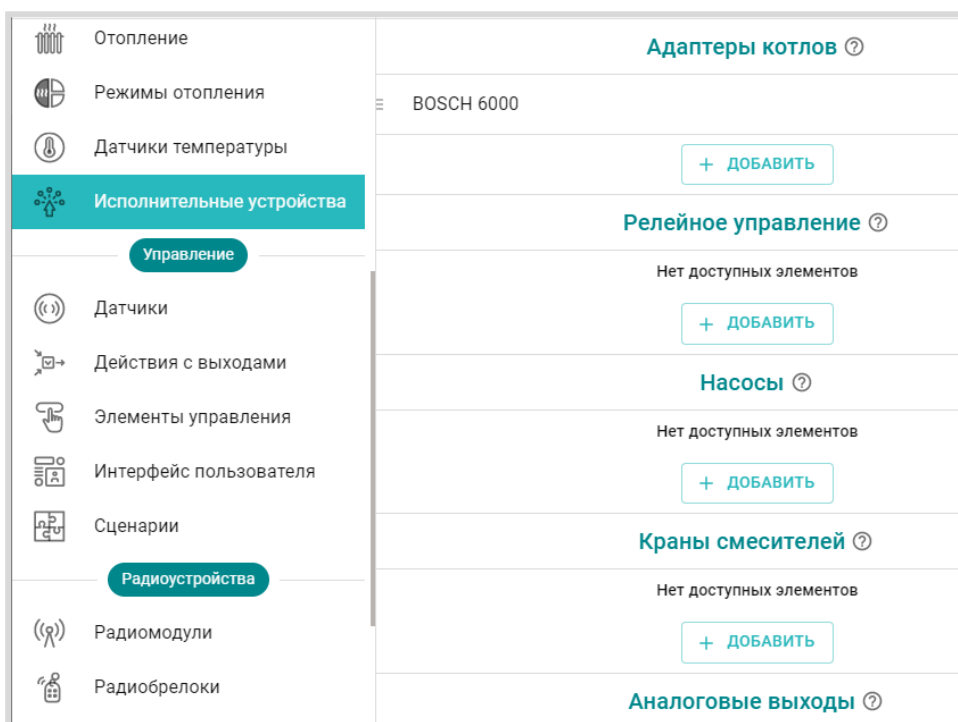 Отопление
Режимы отопления
Датчики температуры
Исполнительные устройства
Управление
Датчики
Действия с выходами
Элементы управления
Интерфейс пользователя
Сценарии
Радиоустройства
Радиомодули
Радиобрелоки
Адаптеры котлов
BOSCH 6000
+ ДОБАВИТЬ
Релейное управление
Нет доступных элементов
+ ДОБАВИТЬ
Насосы
Нет доступных элементов
+ ДОБАВИТЬ
Краны смесителей
Нет доступных элементов
+ ДОБАВИТЬ
Аналоговые выходы